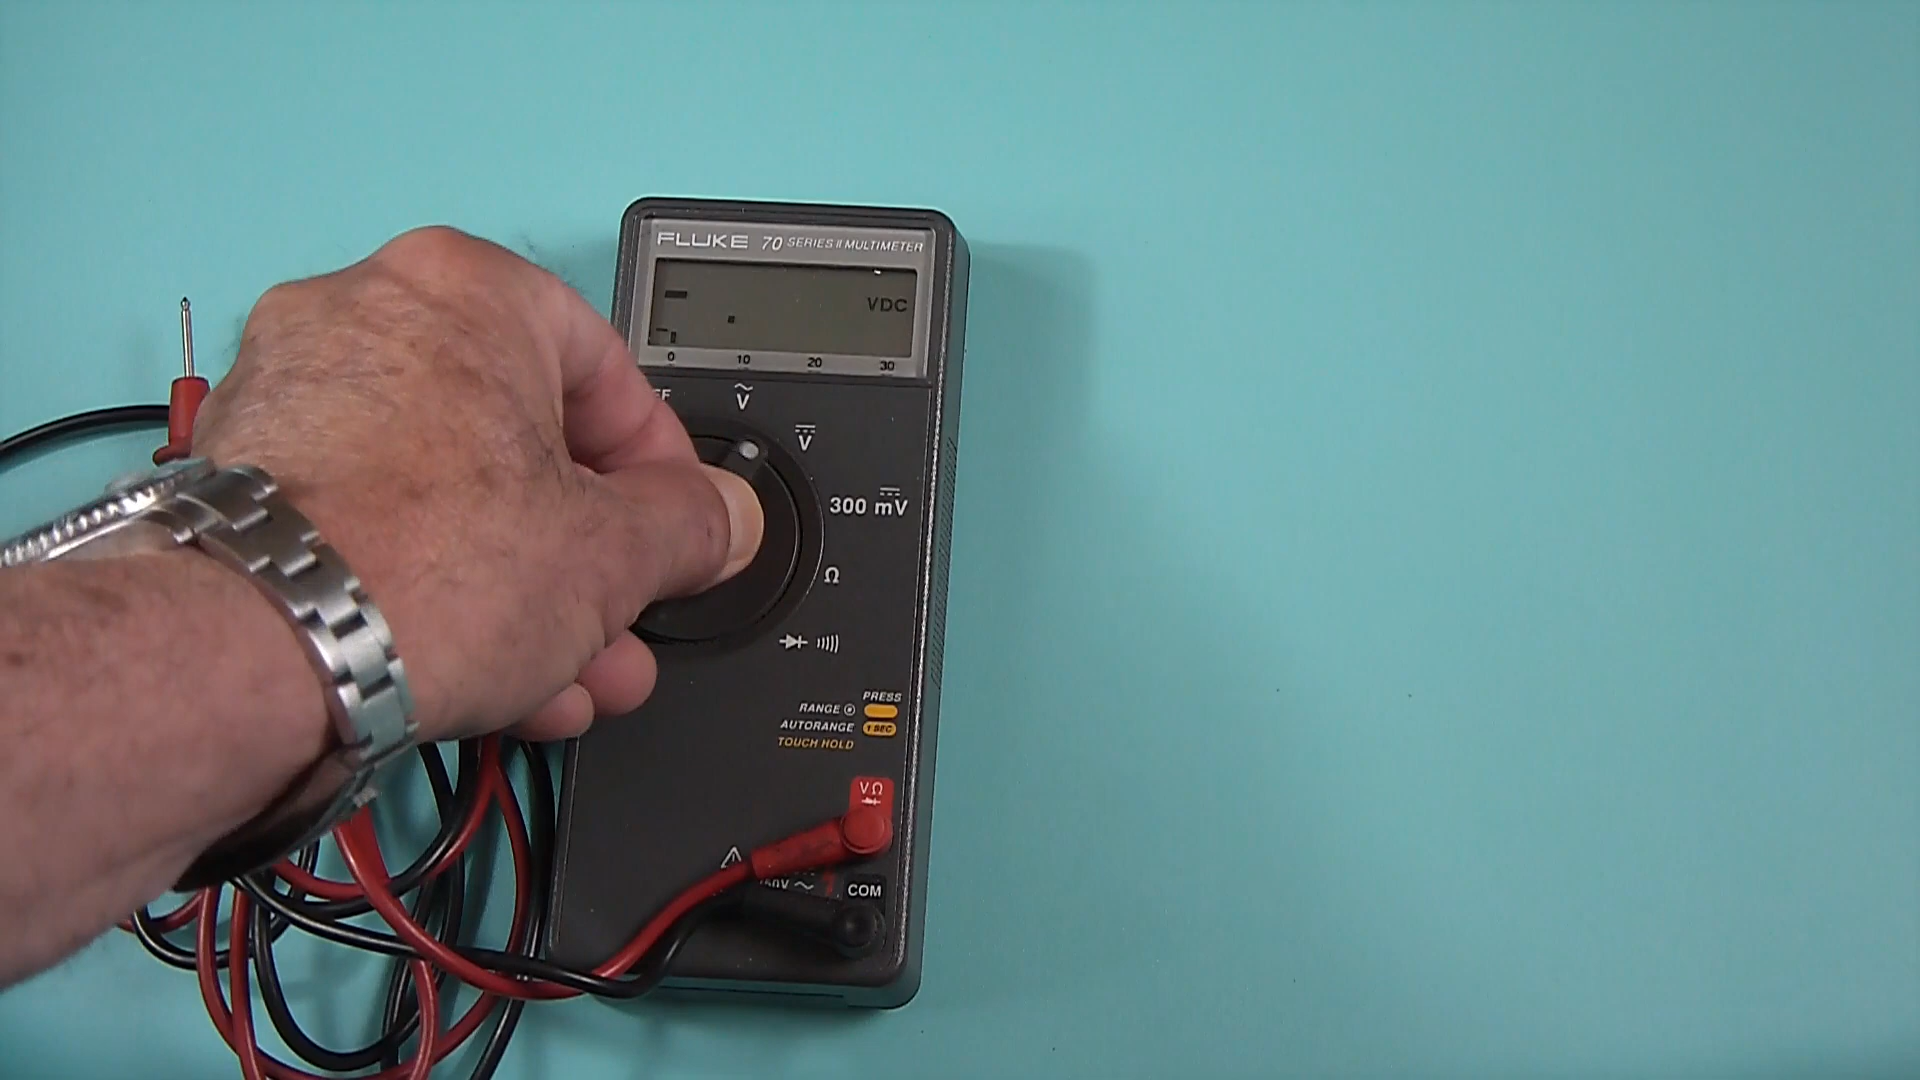 FLUKE 70 SERIES II MULTIMETER
VDC
0 10 20 30
V
V
300 mV
Ω
PRESS
RANGE
AUTORANGE 1 SEC
TOUCH HOLD
V Ω
COM